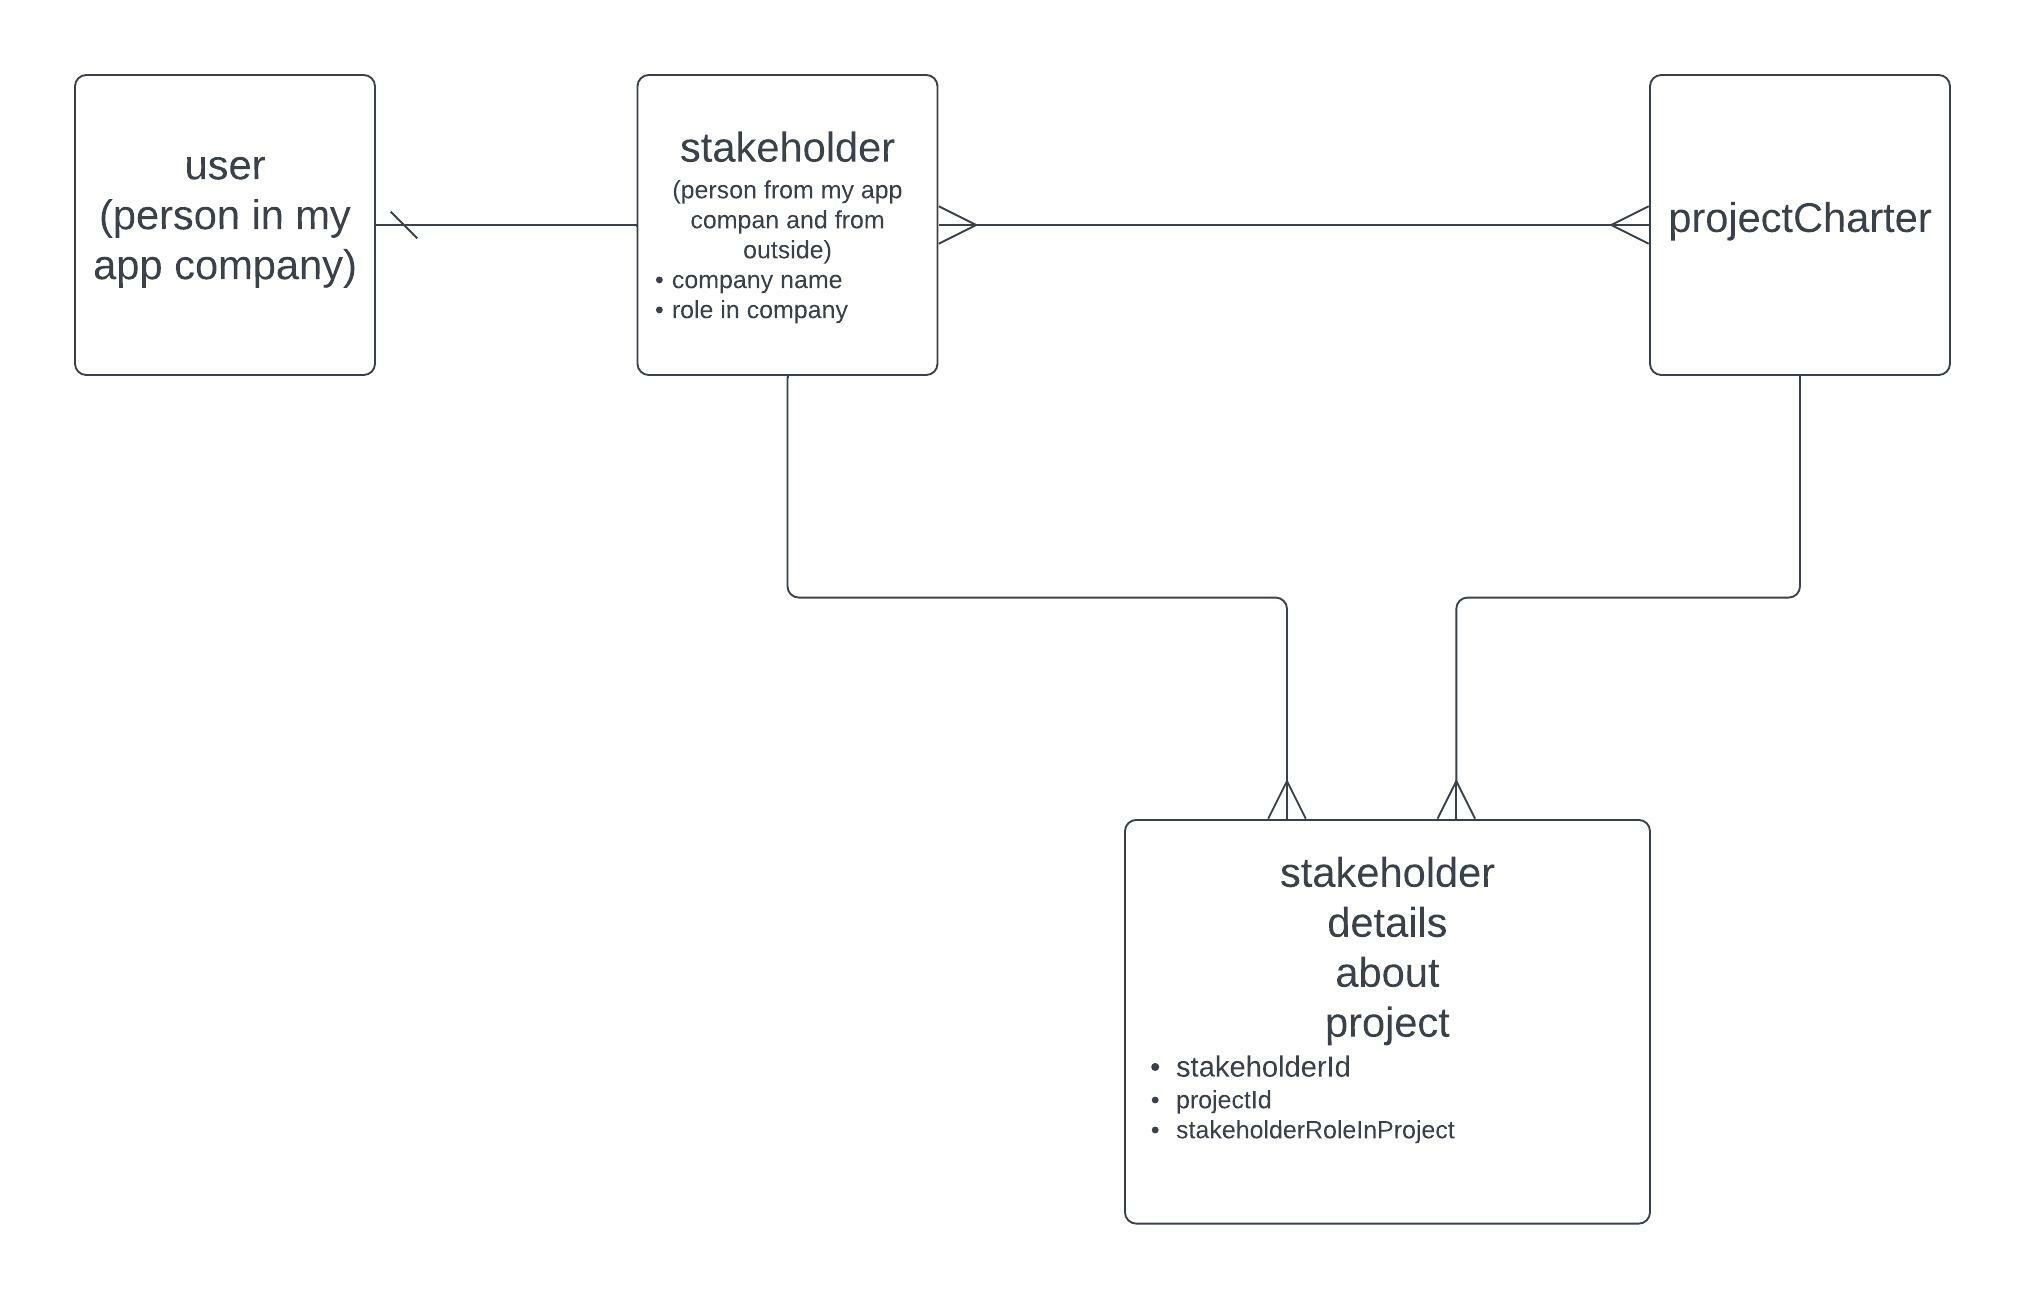 user
(person in my
app company)
stakeholder
(person from my app
compan and from
outside)
• company name
• role in company
projectCharter
stakeholder
details
about
project
• stakeholderId
• projectId
• stakeholderRoleInProject